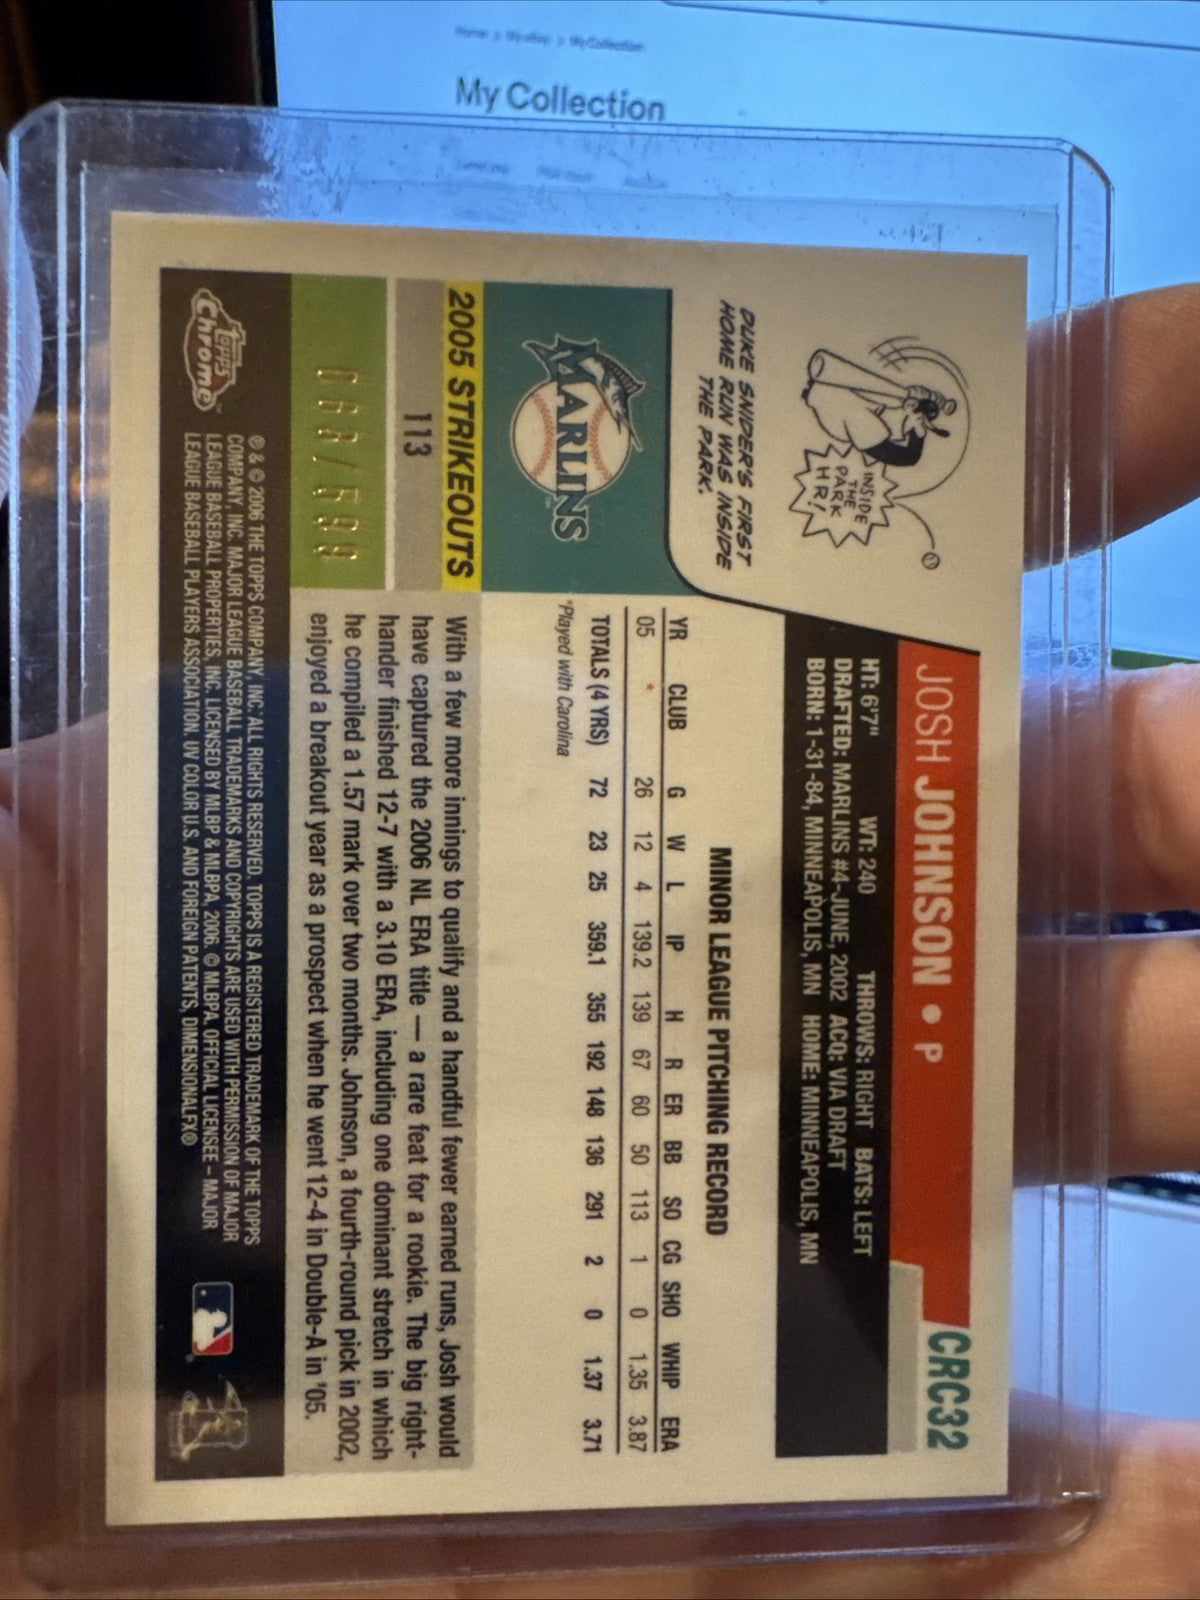 Home > My eBay > My Collection
My Collection
JOSH JOHNSON • P
CRC32
HT: 6'7" WT: 240 THROWS: RIGHT BATS: LEFT
DRAFTED: MARLINS #4-JUNE, 2002 ACQ: VIA DRAFT
BORN: 1-31-84, MINNEAPOLIS, MN HOME: MINNEAPOLIS, MN
INSIDE
THE
PARK
HR!
DUKE SNIDER'S FIRST
HOME RUN WAS INSIDE
THE PARK.
MINOR LEAGUE PITCHING RECORD
YR CLUB G W L IP H R ER BB SO CG SHO WHIP ERA
05 * 26 12 4 139.2 139 67 60 50 113 1 0 1.35 3.87
TOTALS (4 YRS) 72 23 25 359.1 355 192 148 136 291 2 0 1.37 3.71
*Played with Carolina
MARLINS
2005 STRIKEOUTS
113
With a few more innings to qualify and a handful fewer earned runs, Josh would
have captured the 2006 NL ERA title — a rare feat for a rookie. The big right-
hander finished 12-7 with a 3.10 ERA, including one dominant stretch in which
he compiled a 1.57 mark over two months. Johnson, a fourth-round pick in 2002,
enjoyed a breakout year as a prospect when he went 12-4 in Double-A in '05.
Topps
Chrome™
® & © 2006 THE TOPPS COMPANY, INC. ALL RIGHTS RESERVED. TOPPS IS A REGISTERED TRADEMARK OF THE TOPPS
COMPANY, INC. MAJOR LEAGUE BASEBALL TRADEMARKS AND COPYRIGHTS ARE USED WITH PERMISSION OF MAJOR
LEAGUE BASEBALL PROPERTIES, INC. LICENSED BY MLBP & MLBPA, 2006. © MLBPA. OFFICIAL LICENSEE – MAJOR
LEAGUE BASEBALL PLAYERS ASSOCIATION. UV COLOR U.S. AND FOREIGN PATENTS, DIMENSIONALFX®